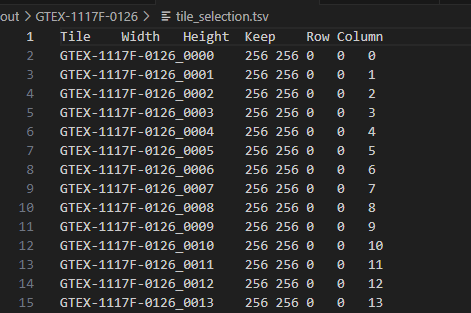 out > GTEX-1117F-0126 > tile_selection.tsv
1 Tile Width Height Keep Row Column
2 GTEX-1117F-0126_0000 256 256 0 0 0
3 GTEX-1117F-0126_0001 256 256 0 0 1
4 GTEX-1117F-0126_0002 256 256 0 0 2
5 GTEX-1117F-0126_0003 256 256 0 0 3
6 GTEX-1117F-0126_0004 256 256 0 0 4
7 GTEX-1117F-0126_0005 256 256 0 0 5
8 GTEX-1117F-0126_0006 256 256 0 0 6
9 GTEX-1117F-0126_0007 256 256 0 0 7
10 GTEX-1117F-0126_0008 256 256 0 0 8
11 GTEX-1117F-0126_0009 256 256 0 0 9
12 GTEX-1117F-0126_0010 256 256 0 0 10
13 GTEX-1117F-0126_0011 256 256 0 0 11
14 GTEX-1117F-0126_0012 256 256 0 0 12
15 GTEX-1117F-0126_0013 256 256 0 0 13